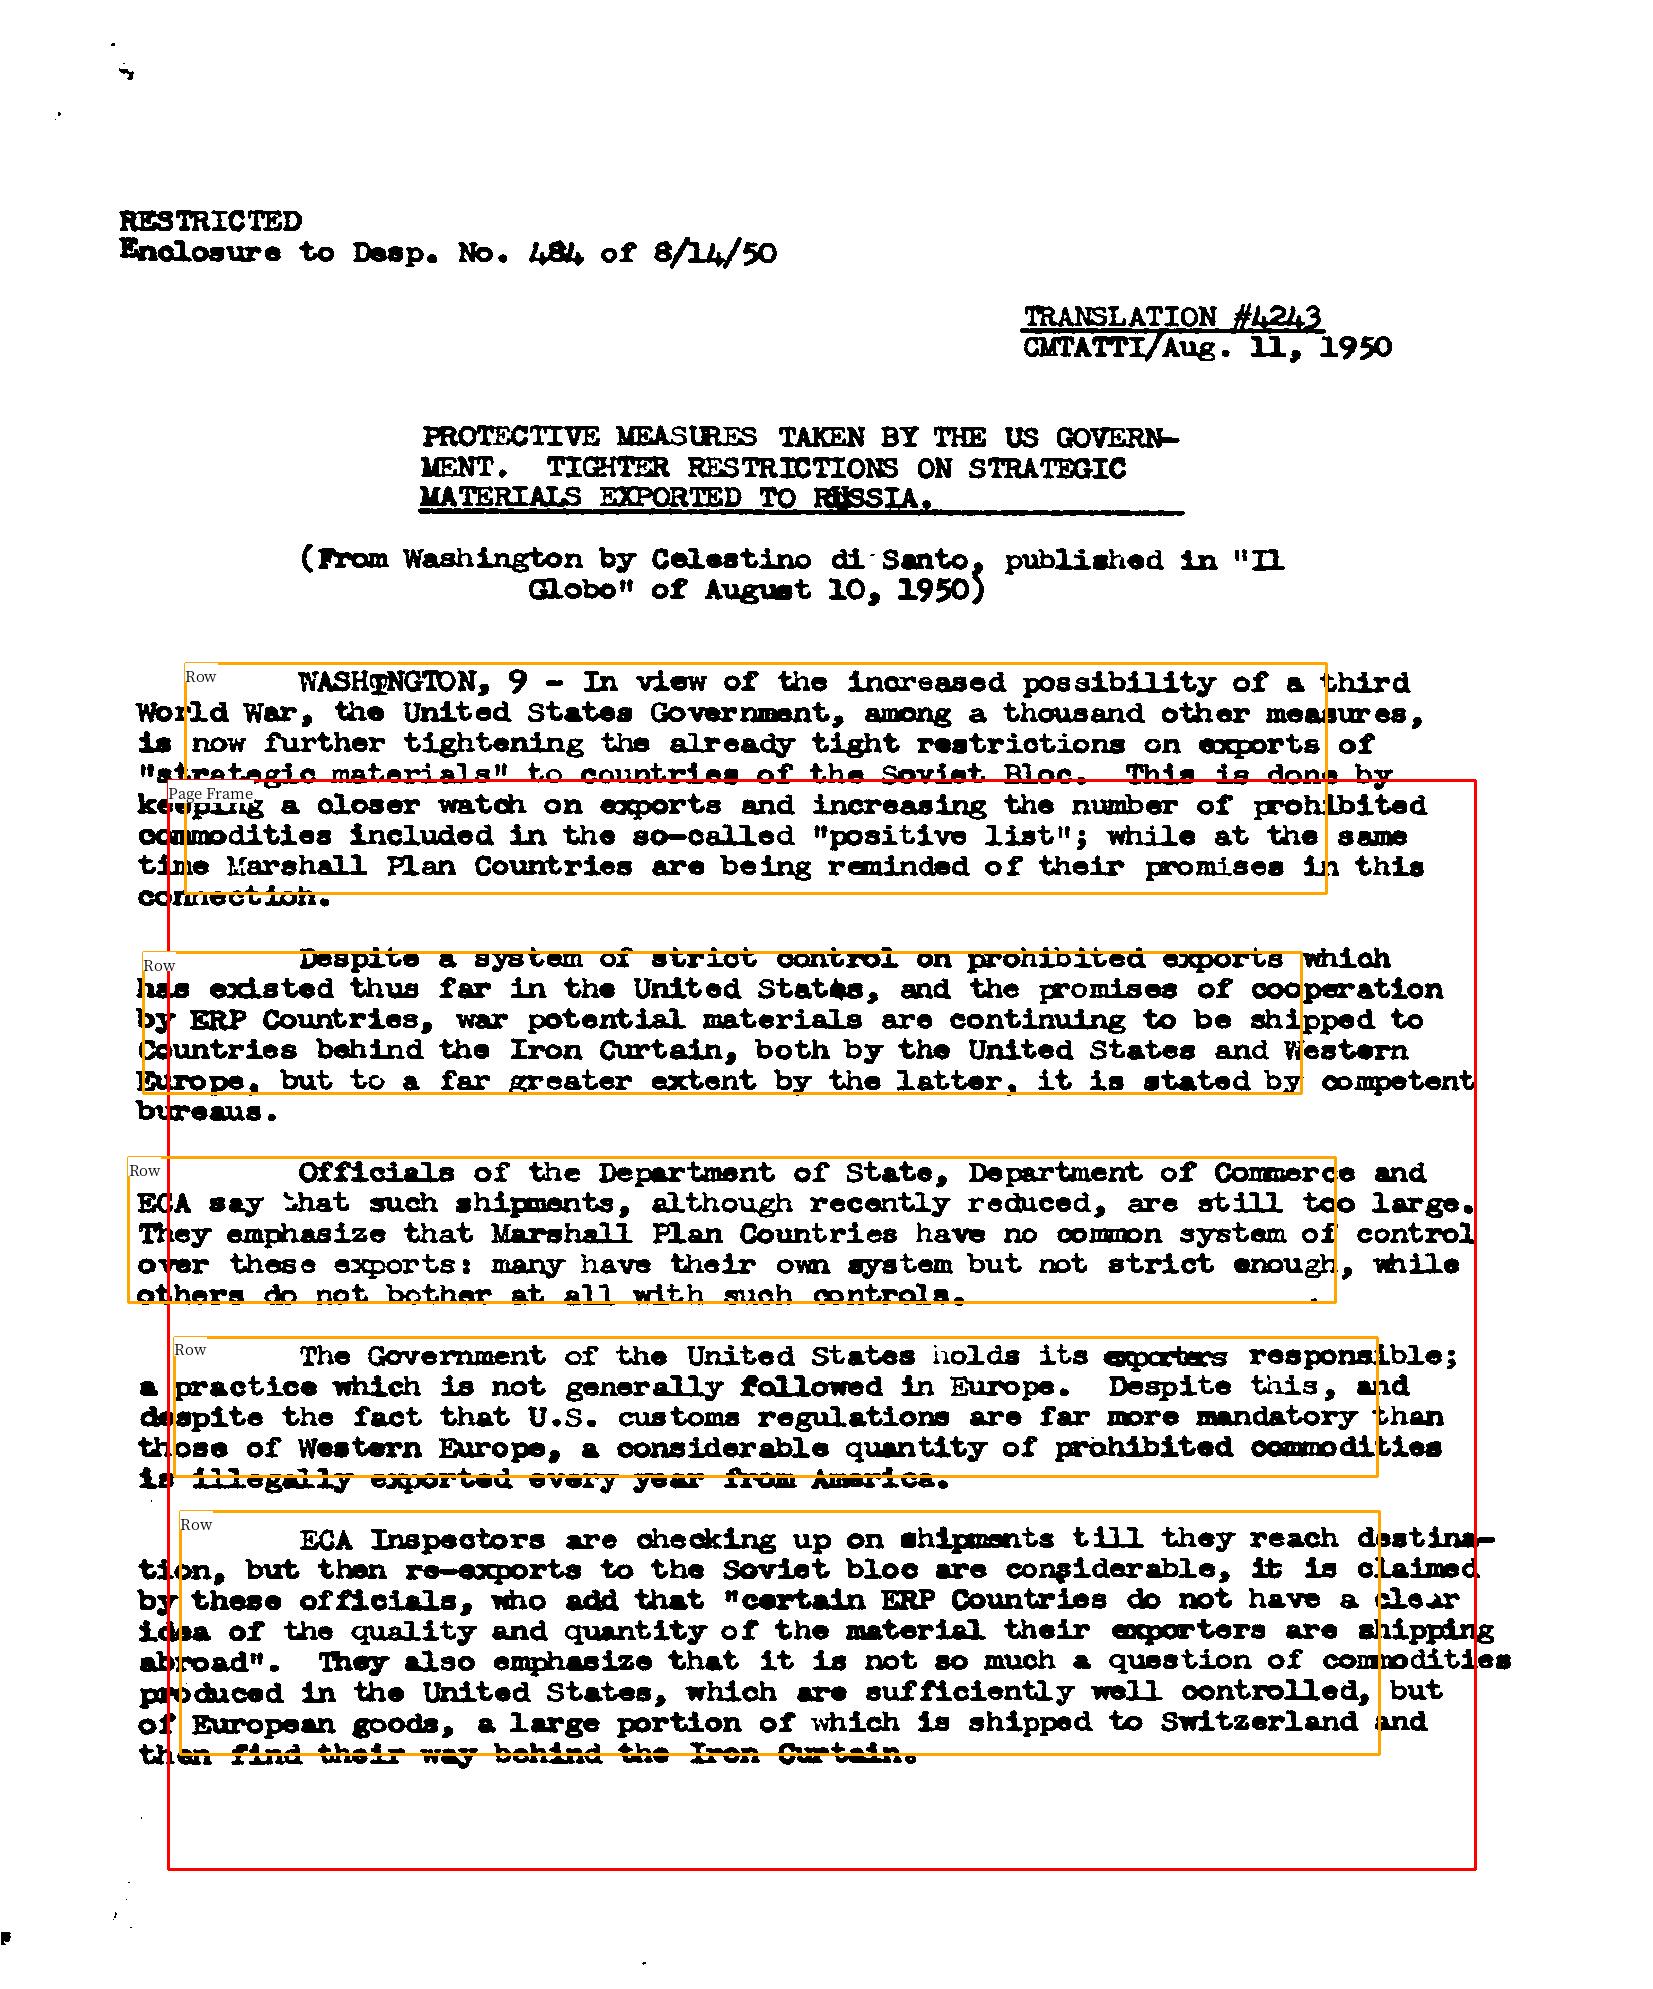 RESTRICTED
Enclosure to Desp. No. 484 of 8/14/50
TRANSLATION #4243
CMTATTI/Aug. 11, 1950
PROTECTIVE MEASURES TAKEN BY THE US GOVERN-
MENT. TIGHTER RESTRICTIONS ON STRATEGIC
MATERIALS EXPORTED TO RUSSIA.
(From Washington by Celestino di Santo, published in "Il
Globo" of August 10, 1950)
Row
WASHINGTON, 9 - In view of the increased possibility of a third
World War, the United States Government, among a thousand other measures,
is now further tightening the already tight restrictions on exports of
"strategic materials" to countries of the Soviet Bloc. This is done by
Page Frame
keeping a closer watch on exports and increasing the number of prohibited
commodities included in the so-called "positive list"; while at the same
time Marshall Plan Countries are being reminded of their promises in this
connection.
Row
Despite a system of strict control on prohibited exports which
has existed thus far in the United States, and the promises of cooperation
by ERP Countries, war potential materials are continuing to be shipped to
Countries behind the Iron Curtain, both by the United States and Western
Europe, but to a far greater extent by the latter, it is stated by competent
bureaus.
Row
Officials of the Department of State, Department of Commerce and
ECA say that such shipments, although recently reduced, are still too large.
They emphasize that Marshall Plan Countries have no common system of control
over these exports: many have their own system but not strict enough, while
others do not bother at all with such controls.
Row
The Government of the United States holds its exporters responsible;
a practice which is not generally followed in Europe. Despite this, and
despite the fact that U.S. customs regulations are far more mandatory than
those of Western Europe, a considerable quantity of prohibited commodities
is illegally exported every year from America.
Row
ECA Inspectors are checking up on shipments till they reach destina-
tion, but then re-exports to the Soviet bloc are considerable, it is claimed
by these officials, who add that "certain ERP Countries do not have a clear
idea of the quality and quantity of the material their exporters are shipping
abroad". They also emphasize that it is not so much a question of commodities
produced in the United States, which are sufficiently well controlled, but
of European goods, a large portion of which is shipped to Switzerland and
then find their way behind the Iron Curtain.